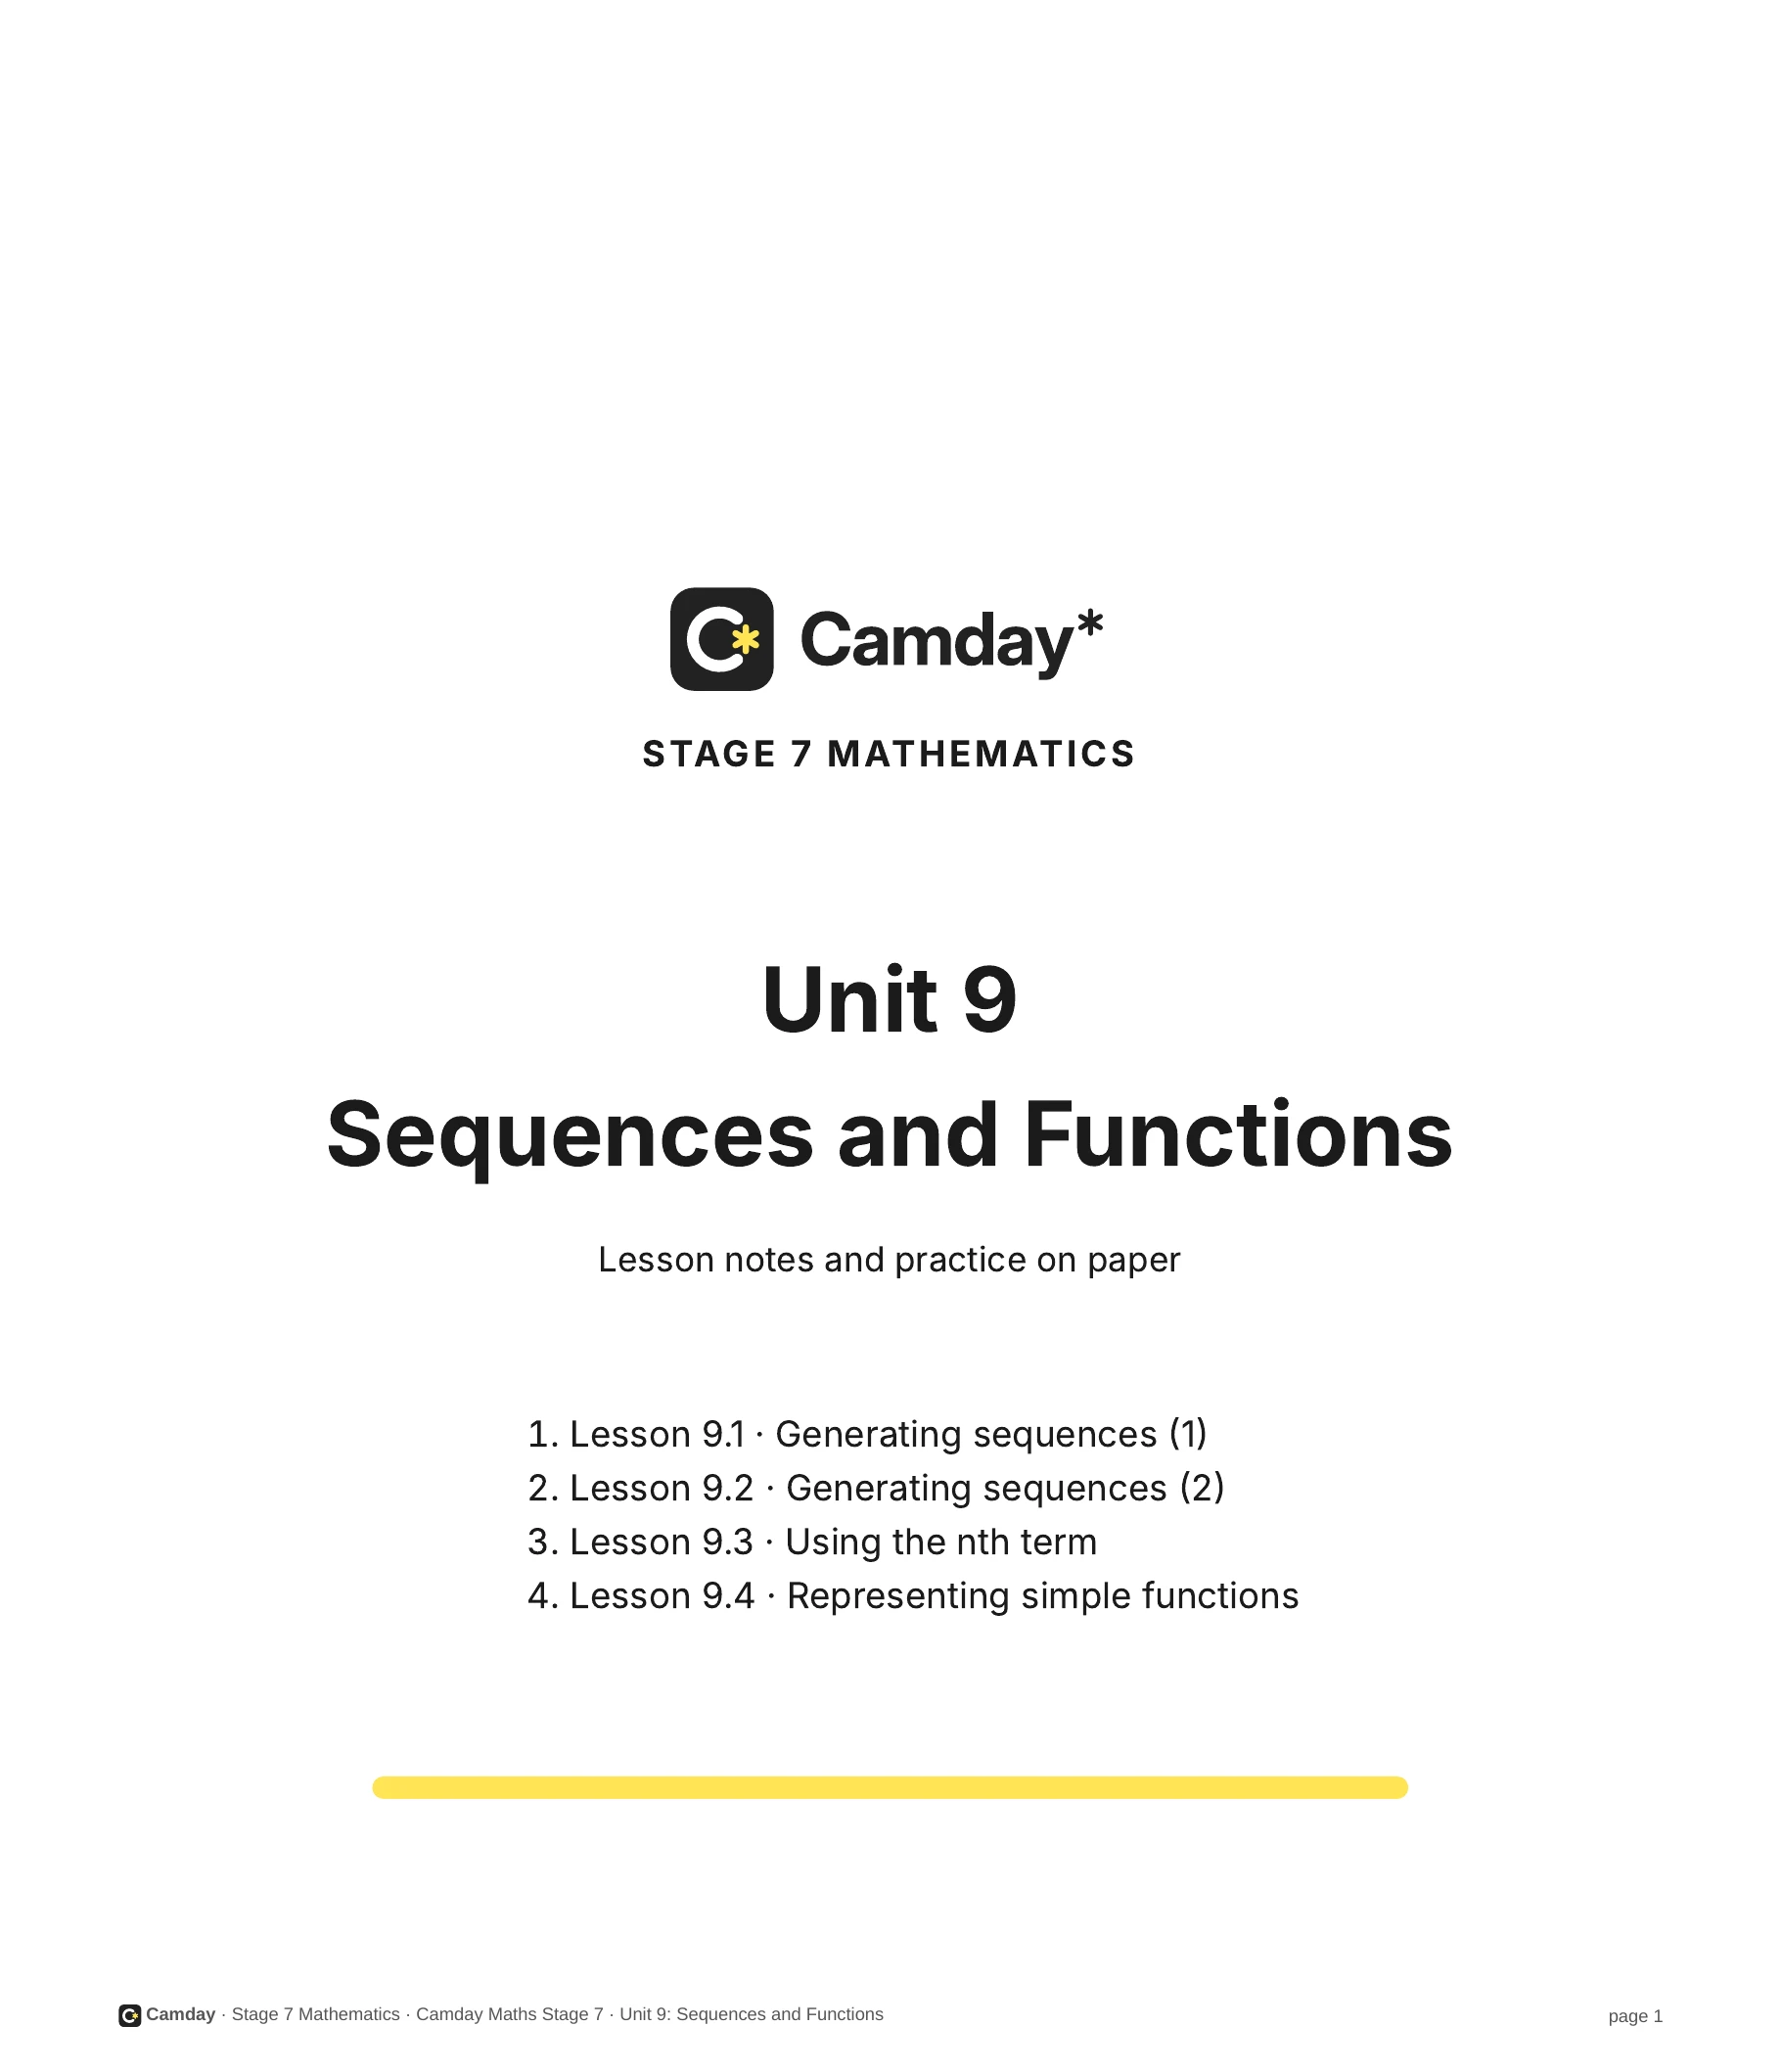 Camday*
STAGE 7 MATHEMATICS
Unit 9
Sequences and Functions
Lesson notes and practice on paper
1. Lesson 9.1 · Generating sequences (1)
2. Lesson 9.2 · Generating sequences (2)
3. Lesson 9.3 · Using the nth term
4. Lesson 9.4 · Representing simple functions
Camday · Stage 7 Mathematics · Camday Maths Stage 7 · Unit 9: Sequences and Functions
page 1